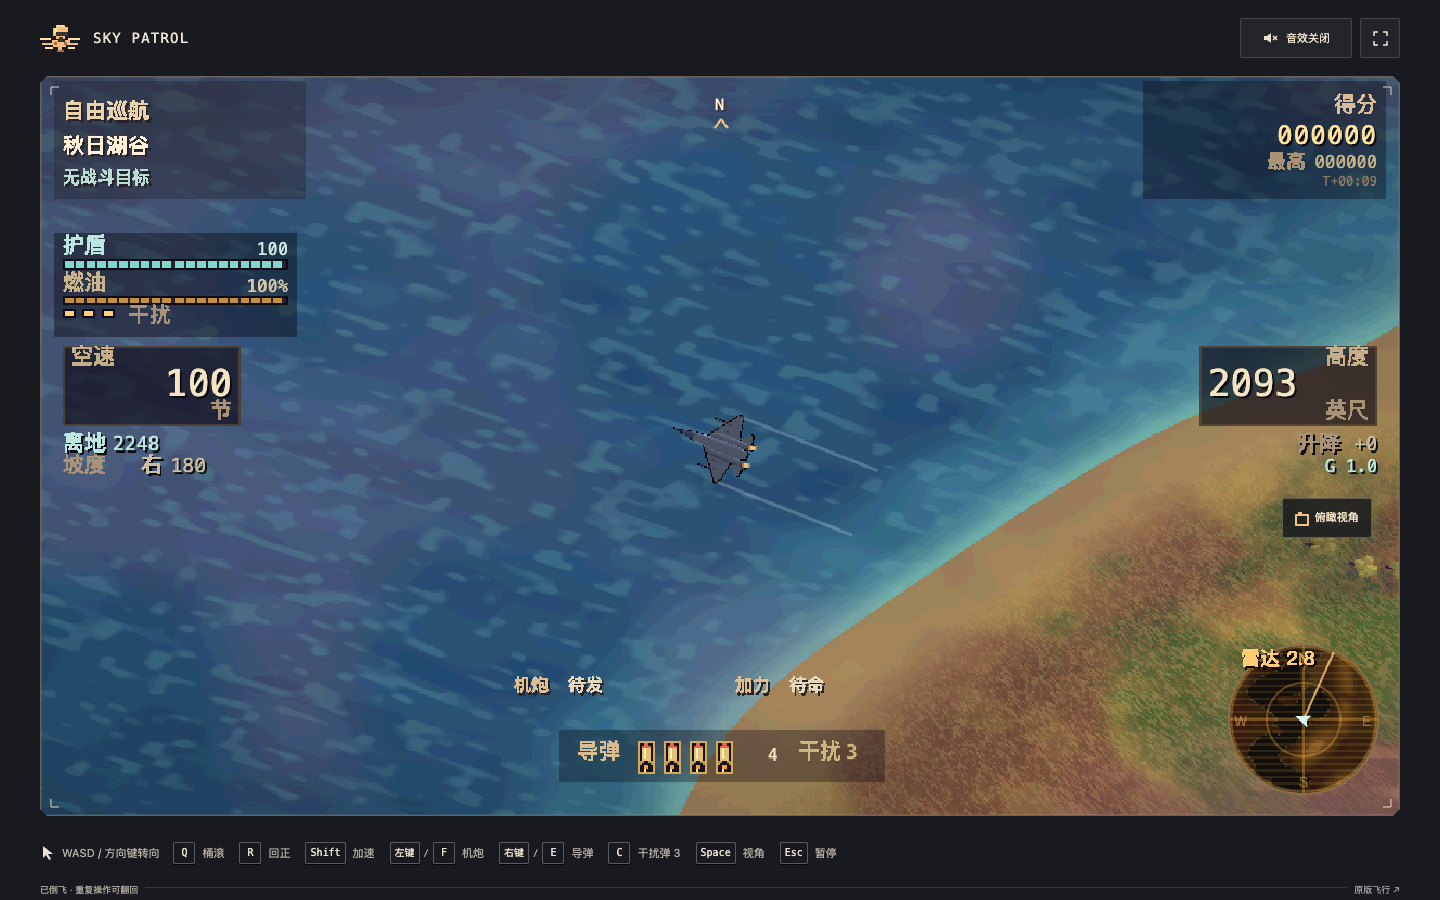 SKY PATROL
音效关闭
自由巡航
秋日湖谷
无战斗目标
N
得分
000000
最高 000000
T+00:09
护盾 100
燃油 100%
干扰
空速
100
节
离地 2248
坡度 右 180
高度
2093
英尺
升降 +0
G 1.0
俯瞰视角
雷达 2.8
W E
S
机炮 待发 加力 待命
导弹 4 干扰 3
WASD / 方向键转向 Q 桶滚 R 回正 Shift 加速 左键 / F 机炮 右键 / E 导弹 C 干扰弹 3 Space 视角 Esc 暂停
已倒飞 · 重复操作可翻回 原版飞行 ↗